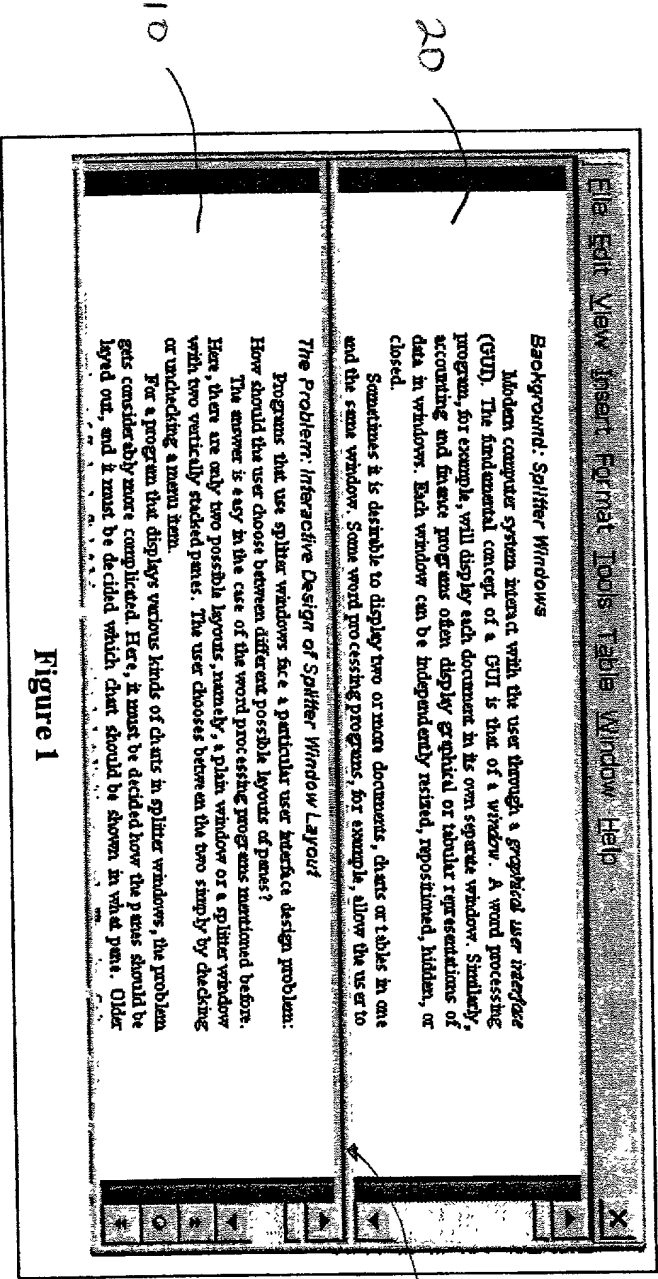 File Edit View Insert Format Tools Table Window Help
20
Background: Splitter Windows
Modern computer system interact with the user through a graphical user interface
(GUI). The fundamental concept of a GUI is that of a window. A word processing
program, for example, will display each document in its own separate window. Similarly,
accounting and finance programs often display graphical or tabular representations of
data in windows. Each window can be independently resized, repositioned, hidden, or
closed.
Sometimes it is desirable to display two or more documents, charts or tables in one
and the same window. Some word processing programs, for example, allow the user to
10
The Problem: Interactive Design of Splitter Window Layout
Programs that use splitter windows face a particular user interface design problem:
How should the user choose between different possible layouts of panes?
The answer is easy in the case of the word processing programs mentioned before.
Here, there are only two possible layouts, namely, a plain window or a splitter window
with two vertically stacked panes. The user chooses between the two simply by checking
or unchecking a menu item.
For a program that displays various kinds of charts in splitter windows, the problem
gets considerably more complicated. Here, it must be decided how the panes should be
layed out, and it must be decided which chart should be shown in what pane. Older
Figure 1